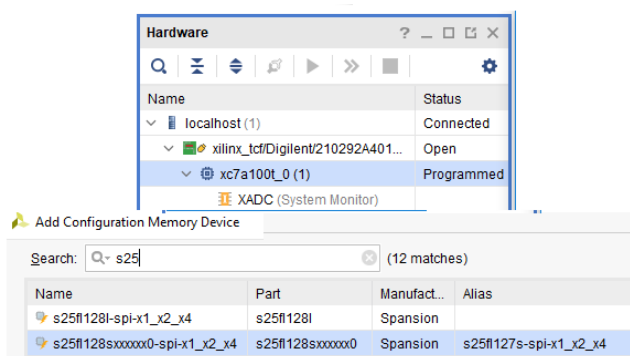 Hardware
Name Status
localhost (1) Connected
xilinx_tcf/Digilent/210292A401... Open
xc7a100t_0 (1) Programmed
XADC (System Monitor)
Add Configuration Memory Device
Search: s25 (12 matches)
Name Part Manufact... Alias
s25fl128l-spi-x1_x2_x4 s25fl128l Spansion
s25fl128sxxxxxx0-spi-x1_x2_x4 s25fl128sxxxxxx0 Spansion s25fl127s-spi-x1_x2_x4